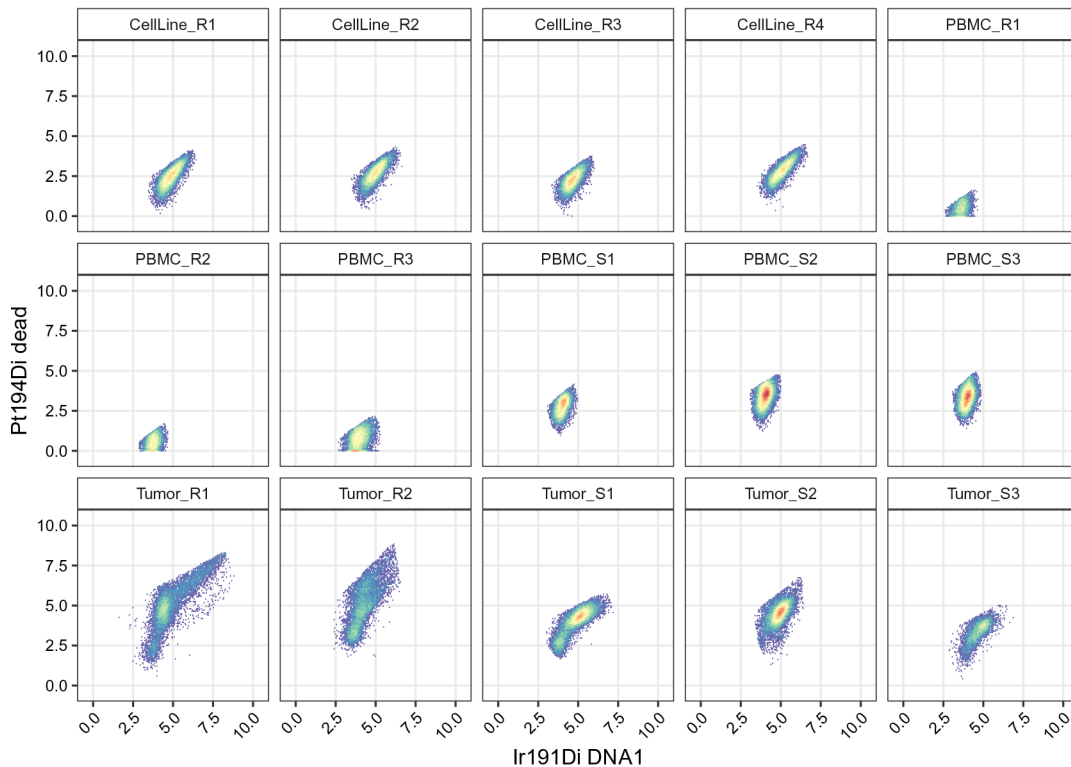 CellLine_R1 CellLine_R2 CellLine_R3 CellLine_R4 PBMC_R1
10.0
7.5
5.0
2.5
0.0
PBMC_R2 PBMC_R3 PBMC_S1 PBMC_S2 PBMC_S3
10.0
7.5
5.0
2.5
0.0
Pt194Di dead
Tumor_R1 Tumor_R2 Tumor_S1 Tumor_S2 Tumor_S3
10.0
7.5
5.0
2.5
0.0
0.0 2.5 5.0 7.5 10.0 0.0 2.5 5.0 7.5 10.0 0.0 2.5 5.0 7.5 10.0 0.0 2.5 5.0 7.5 10.0 0.0 2.5 5.0 7.5 10.0
Ir191Di DNA1